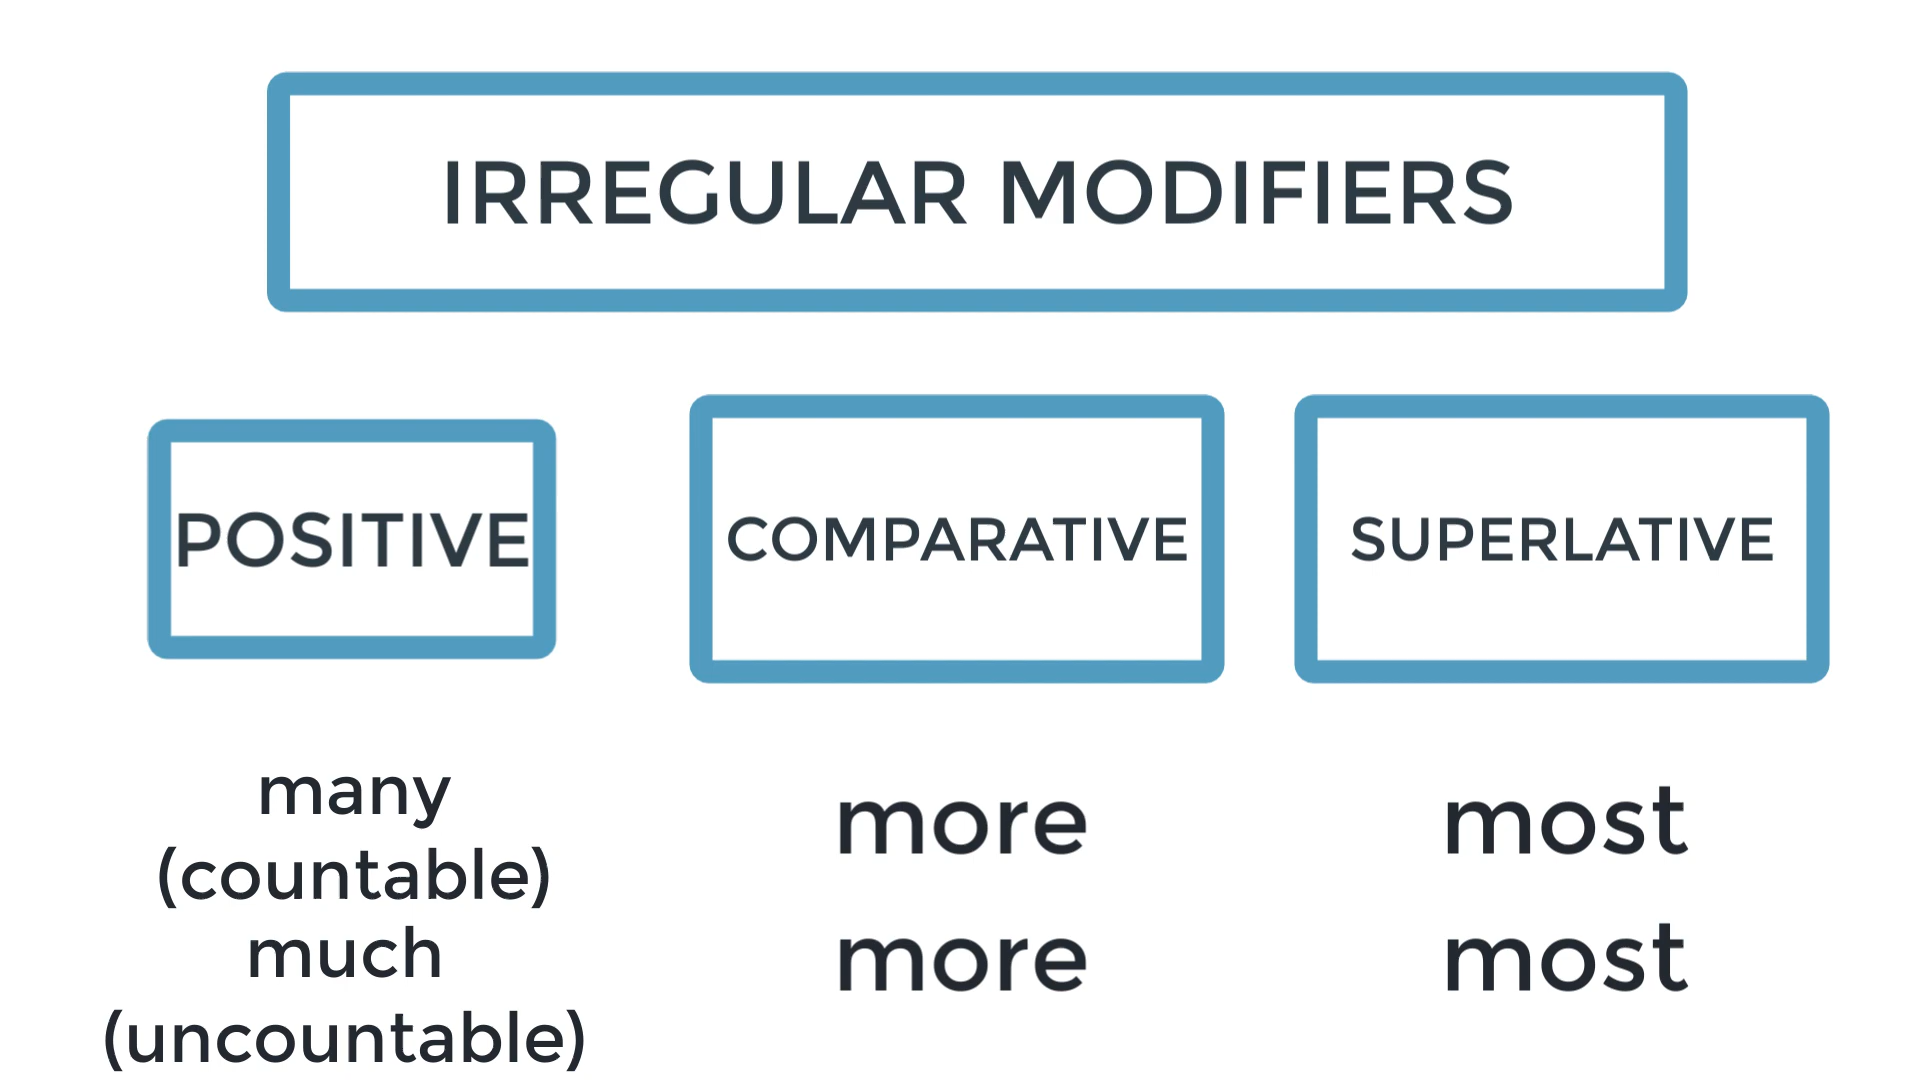 IRREGULAR MODIFIERS
POSITIVE
COMPARATIVE
SUPERLATIVE
many
(countable)
more
most
much
(uncountable)
more
most